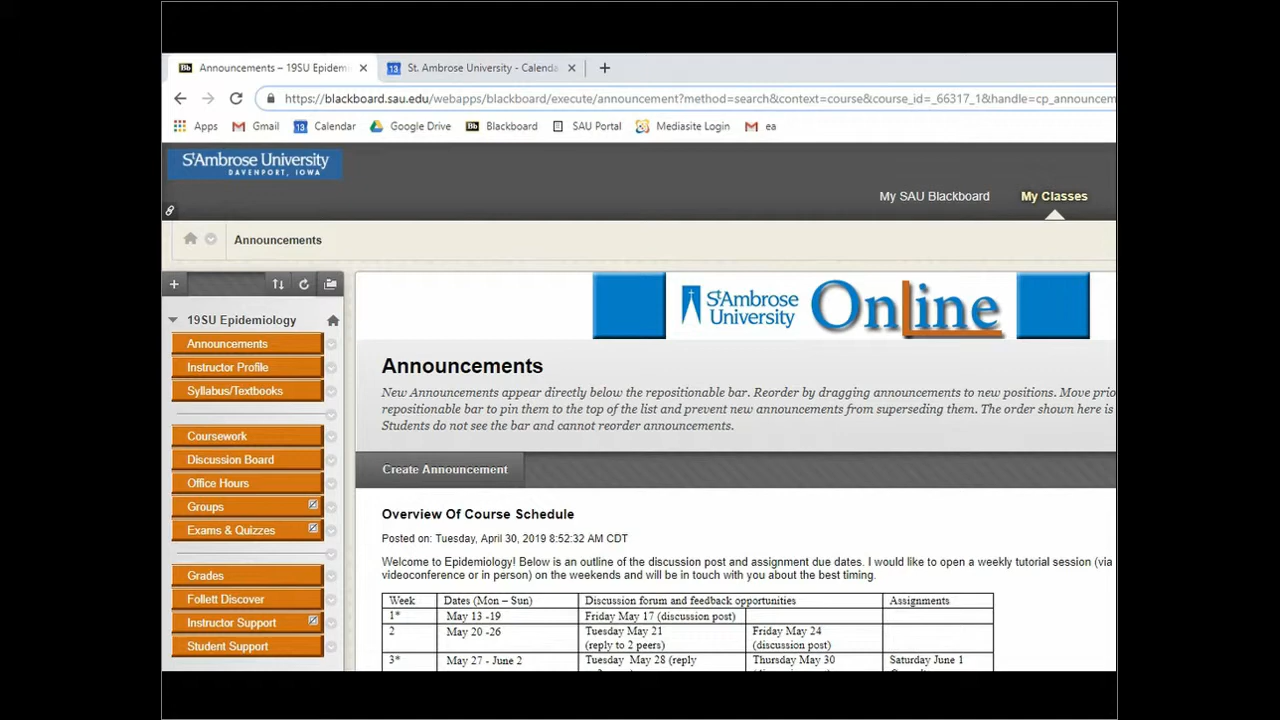 Announcements – 19SU Epidem
St. Ambrose University - Calenda
https://blackboard.sau.edu/webapps/blackboard/execute/announcement?method=search&context=course&course_id=_66317_1&handle=cp_announcem
Apps Gmail Calendar Google Drive Blackboard SAU Portal Mediasite Login ea
St Ambrose University
DAVENPORT, IOWA
My SAU Blackboard My Classes
Announcements
19SU Epidemiology
Announcements
Instructor Profile
Syllabus/Textbooks
Coursework
Discussion Board
Office Hours
Groups
Exams & Quizzes
Grades
Follett Discover
Instructor Support
Student Support
St Ambrose
University
Online
Announcements
New Announcements appear directly below the repositionable bar. Reorder by dragging announcements to new positions. Move prio
repositionable bar to pin them to the top of the list and prevent new announcements from superseding them. The order shown here is
Students do not see the bar and cannot reorder announcements.
Create Announcement
Overview Of Course Schedule
Posted on: Tuesday, April 30, 2019 8:52:32 AM CDT
Welcome to Epidemiology! Below is an outline of the discussion post and assignment due dates. I would like to open a weekly tutorial session (via
videoconference or in person) on the weekends and will be in touch with you about the best timing.
Week Dates (Mon – Sun) Discussion forum and feedback opportunities Assignments
1* May 13 -19 Friday May 17 (discussion post)
2 May 20 -26 Tuesday May 21 Friday May 24
(reply to 2 peers) (discussion post)
3* May 27 - June 2 Tuesday May 28 (reply Thursday May 30 Saturday June 1